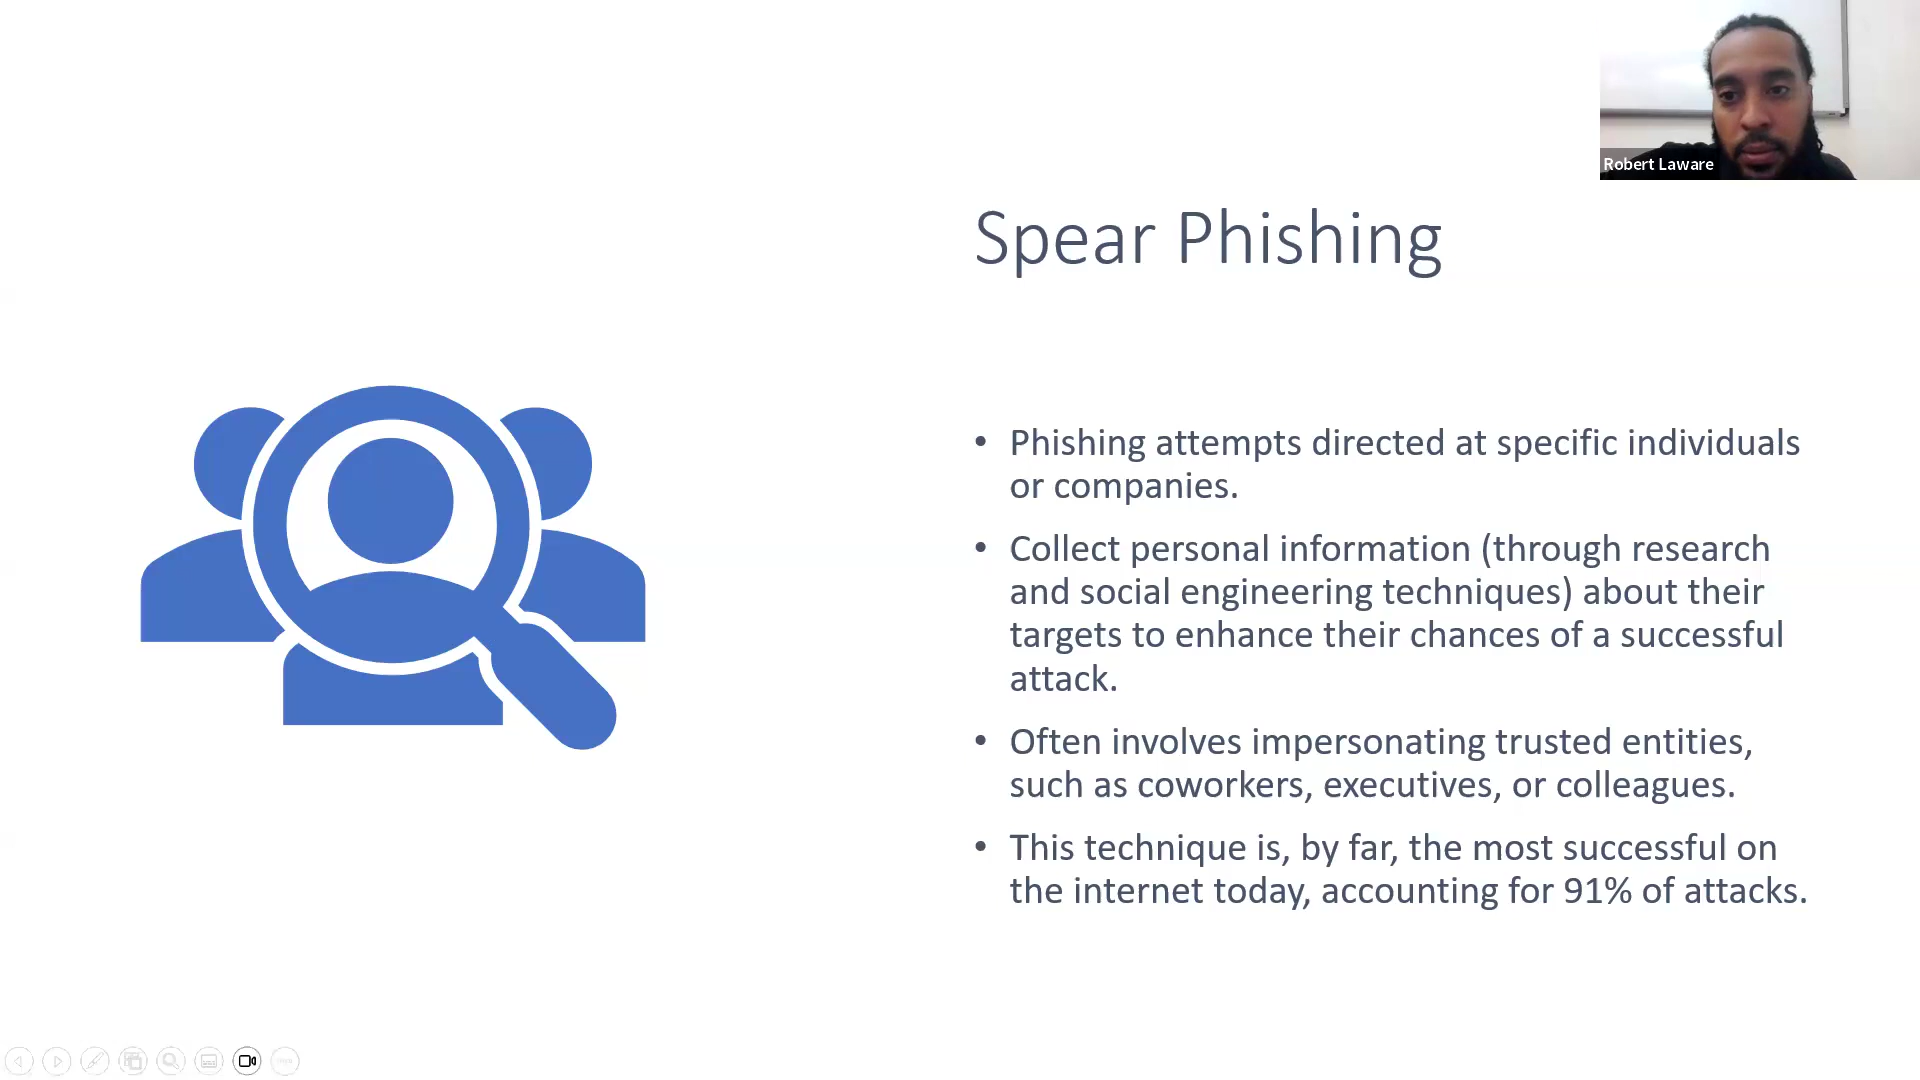 Robert Laware
Spear Phishing
• Phishing attempts directed at specific individuals
or companies.
• Collect personal information (through research
and social engineering techniques) about their
targets to enhance their chances of a successful
attack.
• Often involves impersonating trusted entities,
such as coworkers, executives, or colleagues.
• This technique is, by far, the most successful on
the internet today, accounting for 91% of attacks.